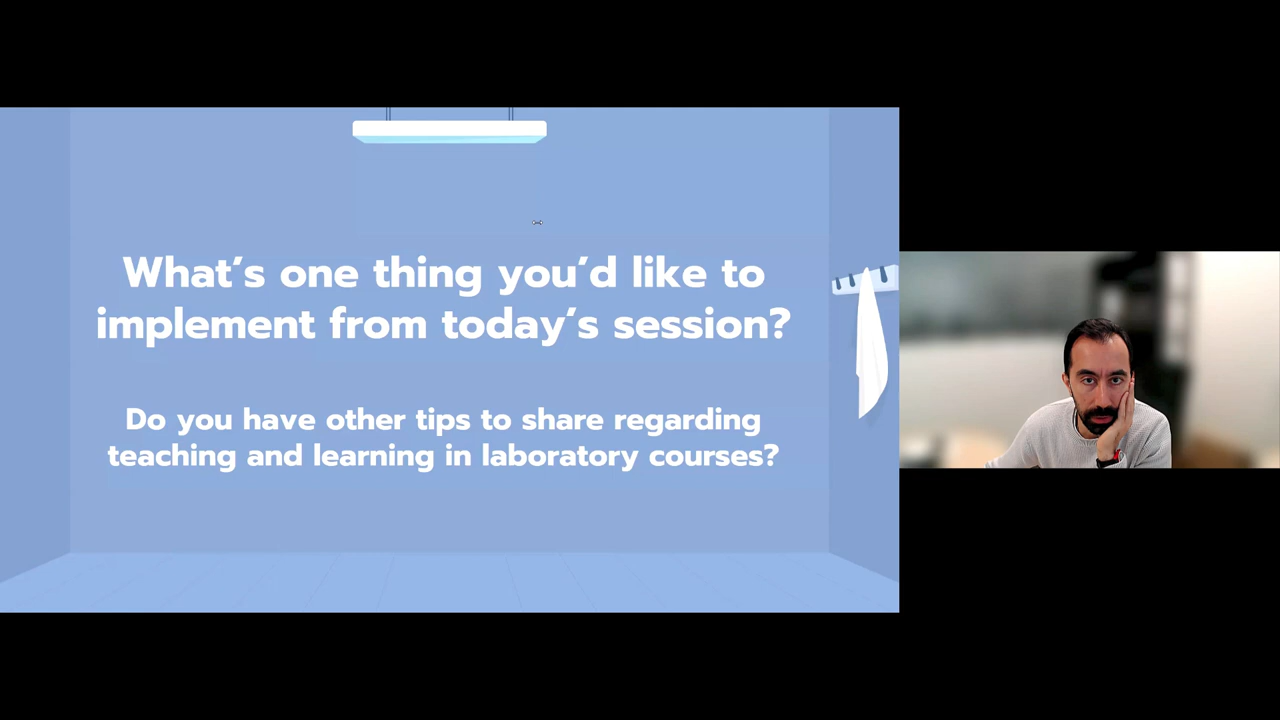 What’s one thing you’d like to
implement from today’s session?
Do you have other tips to share regarding
teaching and learning in laboratory courses?